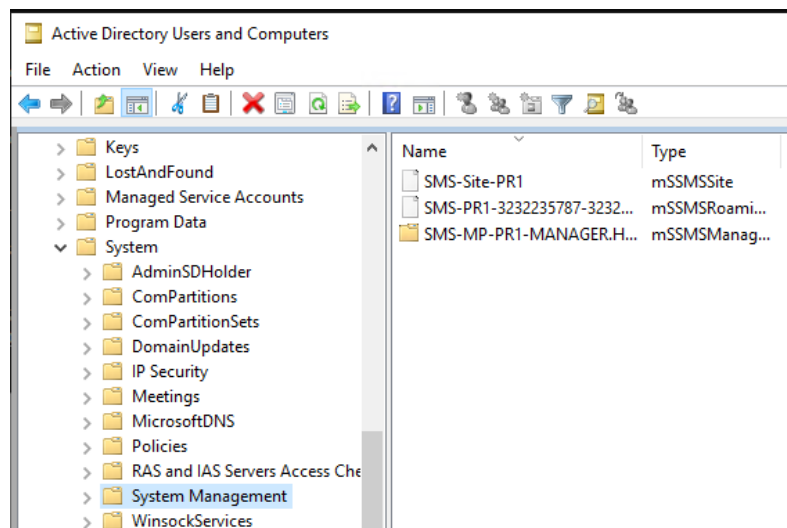 Active Directory Users and Computers
File Action View Help
Keys
LostAndFound
Managed Service Accounts
Program Data
System
AdminSDHolder
ComPartitions
ComPartitionSets
DomainUpdates
IP Security
Meetings
MicrosoftDNS
Policies
RAS and IAS Servers Access Che
System Management
WinsockServices
Name Type
SMS-Site-PR1 mSSMSSite
SMS-PR1-3232235787-3232... mSSMSRoami...
SMS-MP-PR1-MANAGER.H... mSSMSManag...